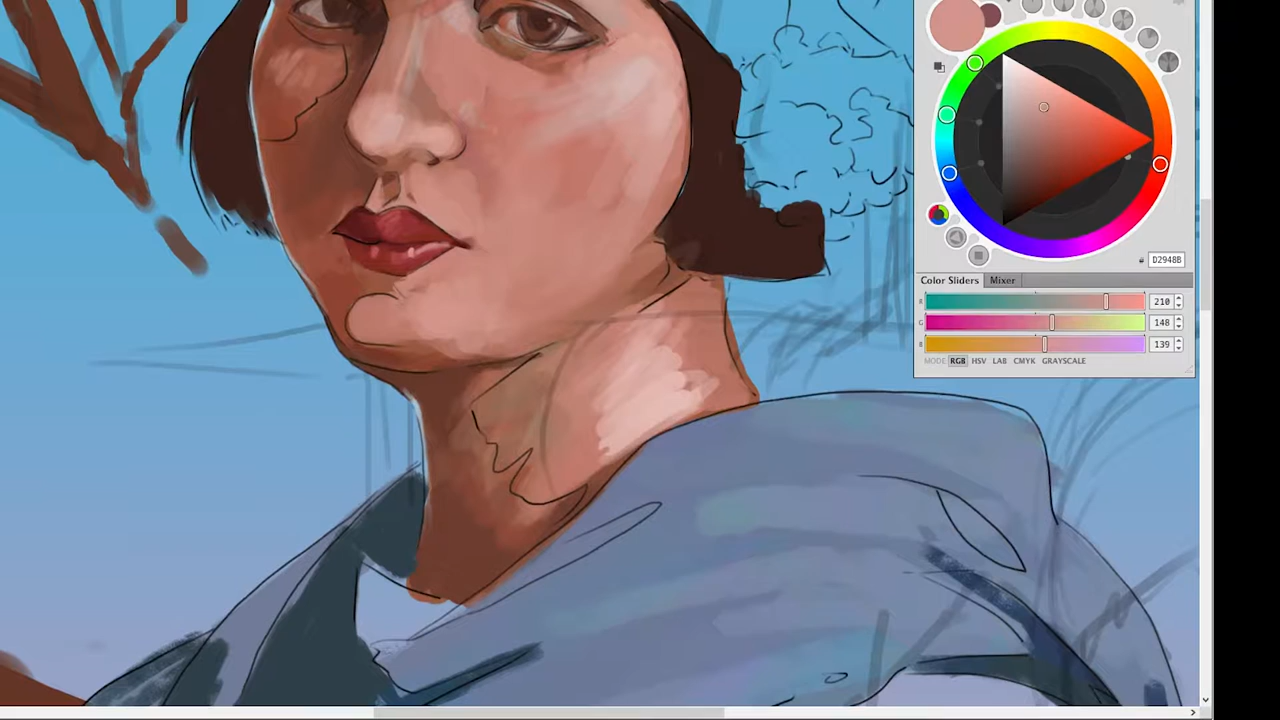 # D2948B
Color Sliders Mixer
R 210
G 148
B 139
MODE RGB HSV LAB CMYK GRAYSCALE